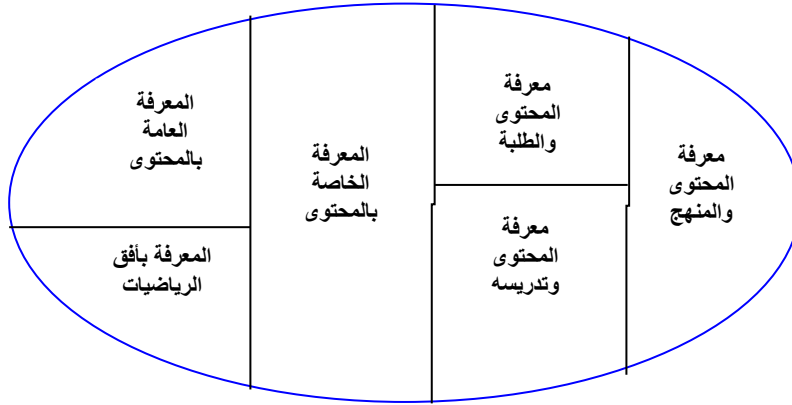 المعرفة
العامة
بالمحتوى
المعرفة بأفق
الرياضيات
المعرفة
الخاصة
بالمحتوى
معرفة
المحتوى
والطلبة
معرفة
المحتوى
وتدريسه
معرفة
المحتوى
والمنهج